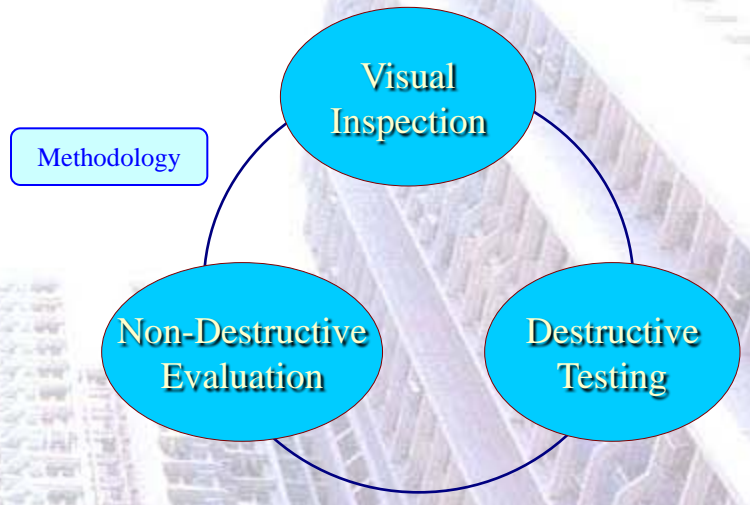 Visual
Inspection
Methodology
Non-Destructive
Evaluation
Destructive
Testing